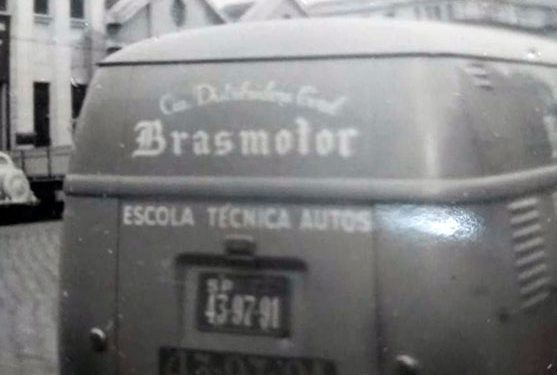 Cia. Distribuidora Geral
Brasmotor
ESCOLA TÉCNICA AUTOS
SP
43-97-91